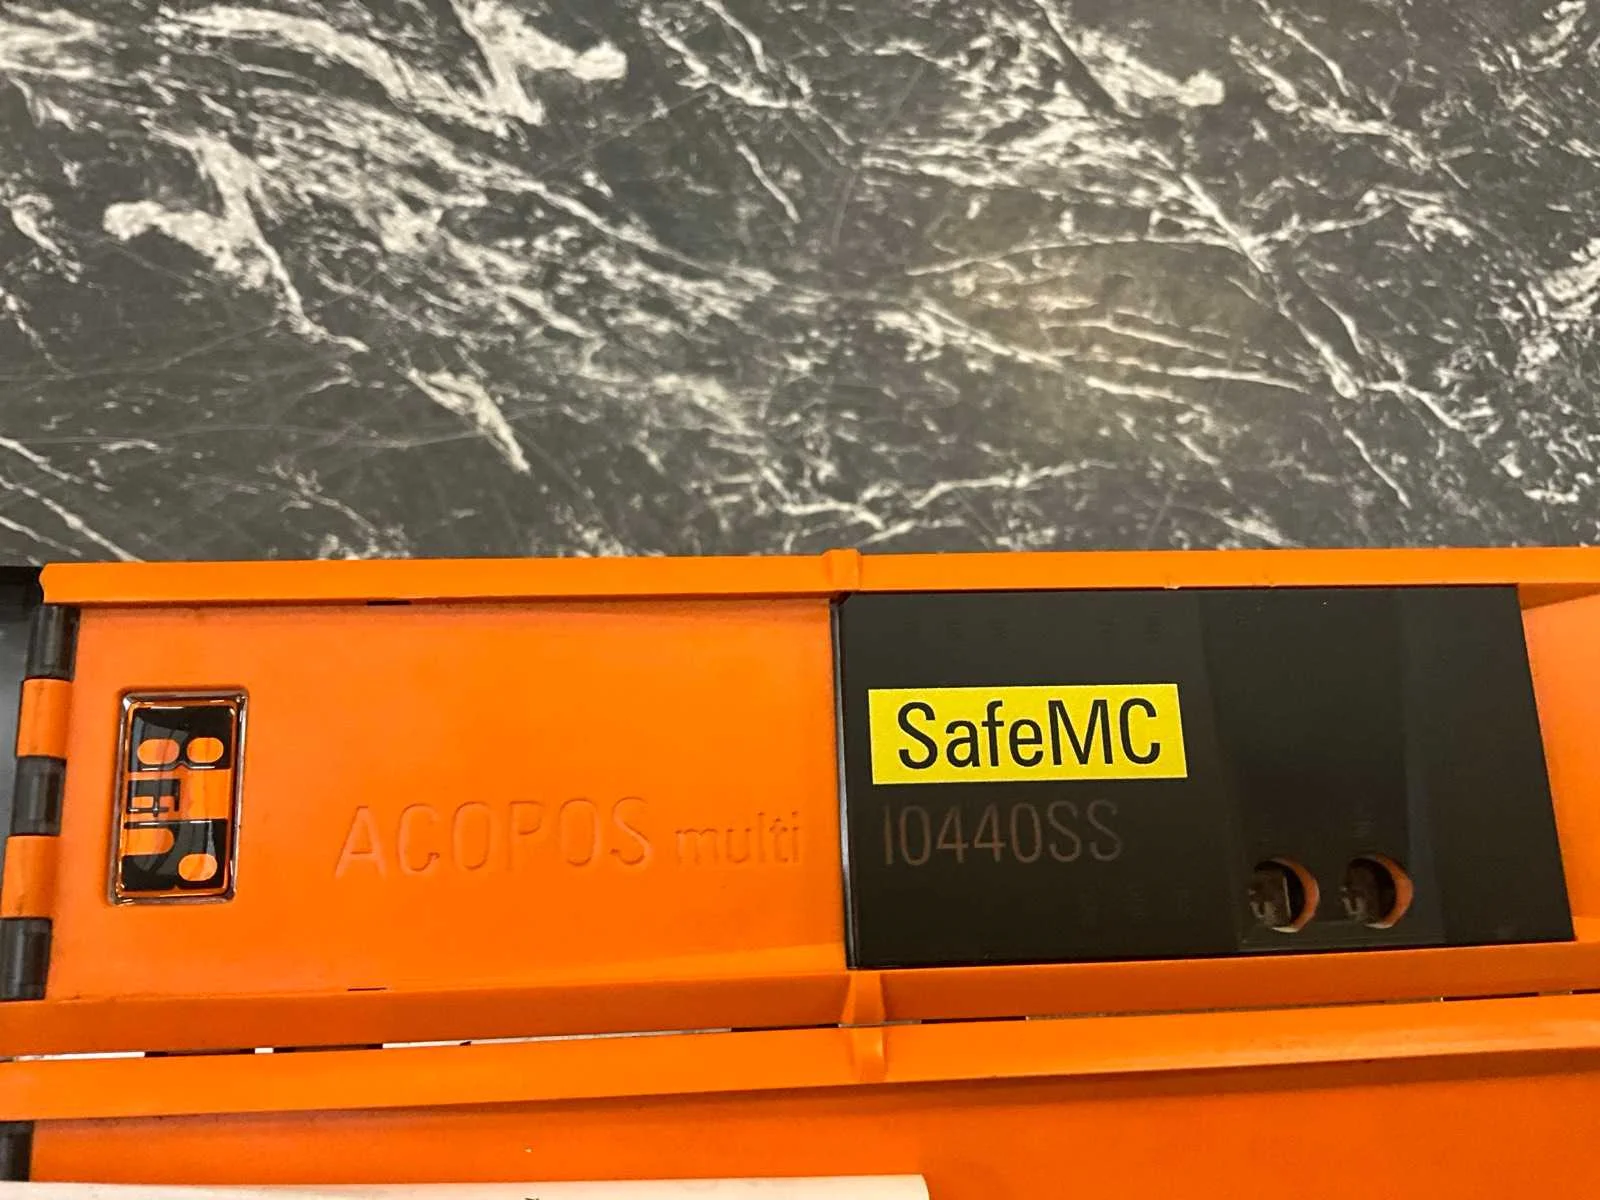 ACOPOS multi
SafeMC
I0440SS